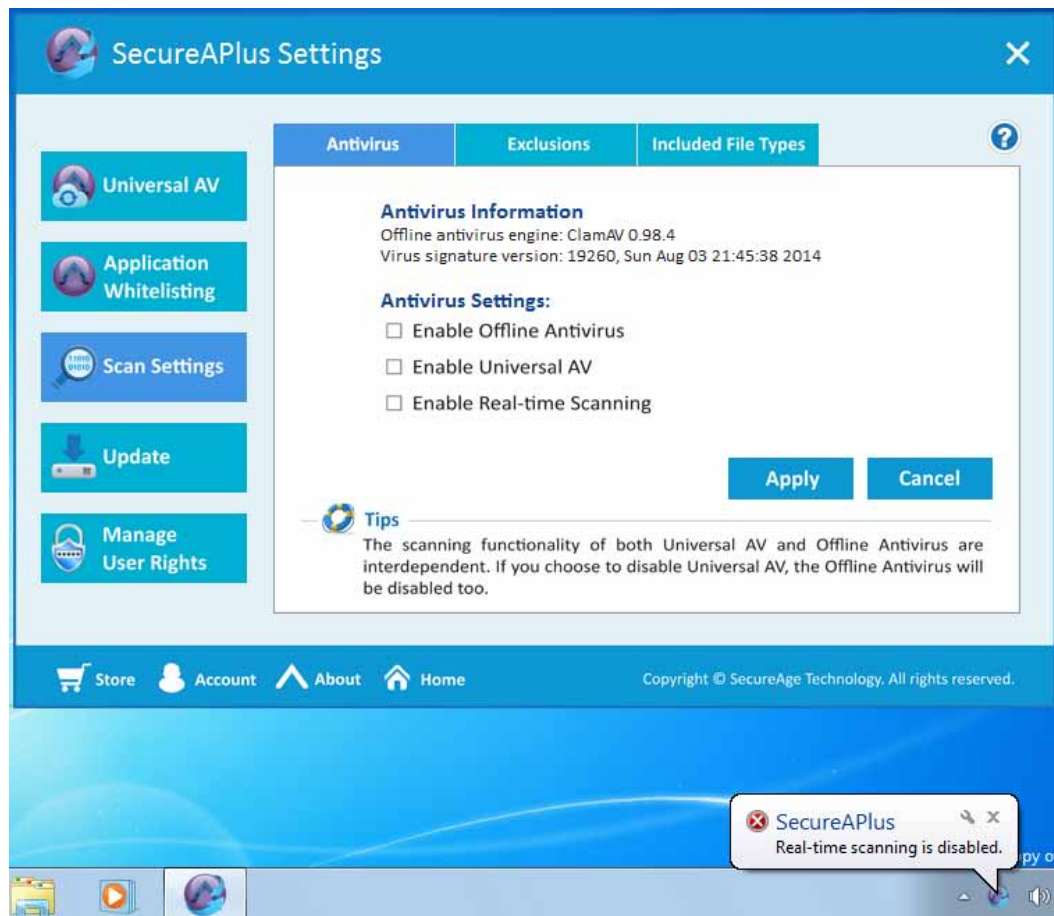 SecureAPlus Settings
Antivirus
Exclusions
Included File Types
Universal AV
Application
Whitelisting
Scan Settings
Update
Manage
User Rights
Antivirus Information
Offline antivirus engine: ClamAV 0.98.4
Virus signature version: 19260, Sun Aug 03 21:45:38 2014
Antivirus Settings:
Enable Offline Antivirus
Enable Universal AV
Enable Real-time Scanning
Apply
Cancel
Tips
The scanning functionality of both Universal AV and Offline Antivirus are
interdependent. If you choose to disable Universal AV, the Offline Antivirus will
be disabled too.
Store
Account
About
Home
Copyright © SecureAge Technology. All rights reserved.
SecureAPlus
Real-time scanning is disabled.